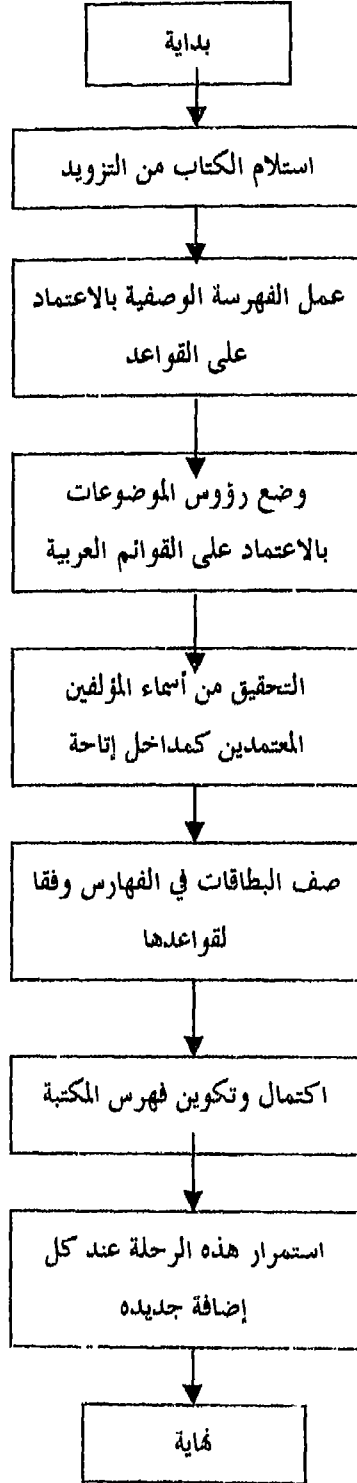 بداية
استلام الكتاب من التزويد
عمل الفهرسة الوصفية بالاعتماد
على القواعد
وضع رؤوس الموضوعات
بالاعتماد على القوائم العربية
التحقيق من أسماء المؤلفين
المعتمدين كمداخل إتاحة
صف البطاقات في الفهارس وفقا
لقواعدها
اكتمال وتكوين فهرس المكتبة
استمرار هذه الرحلة عند كل
إضافة جديده
نهاية